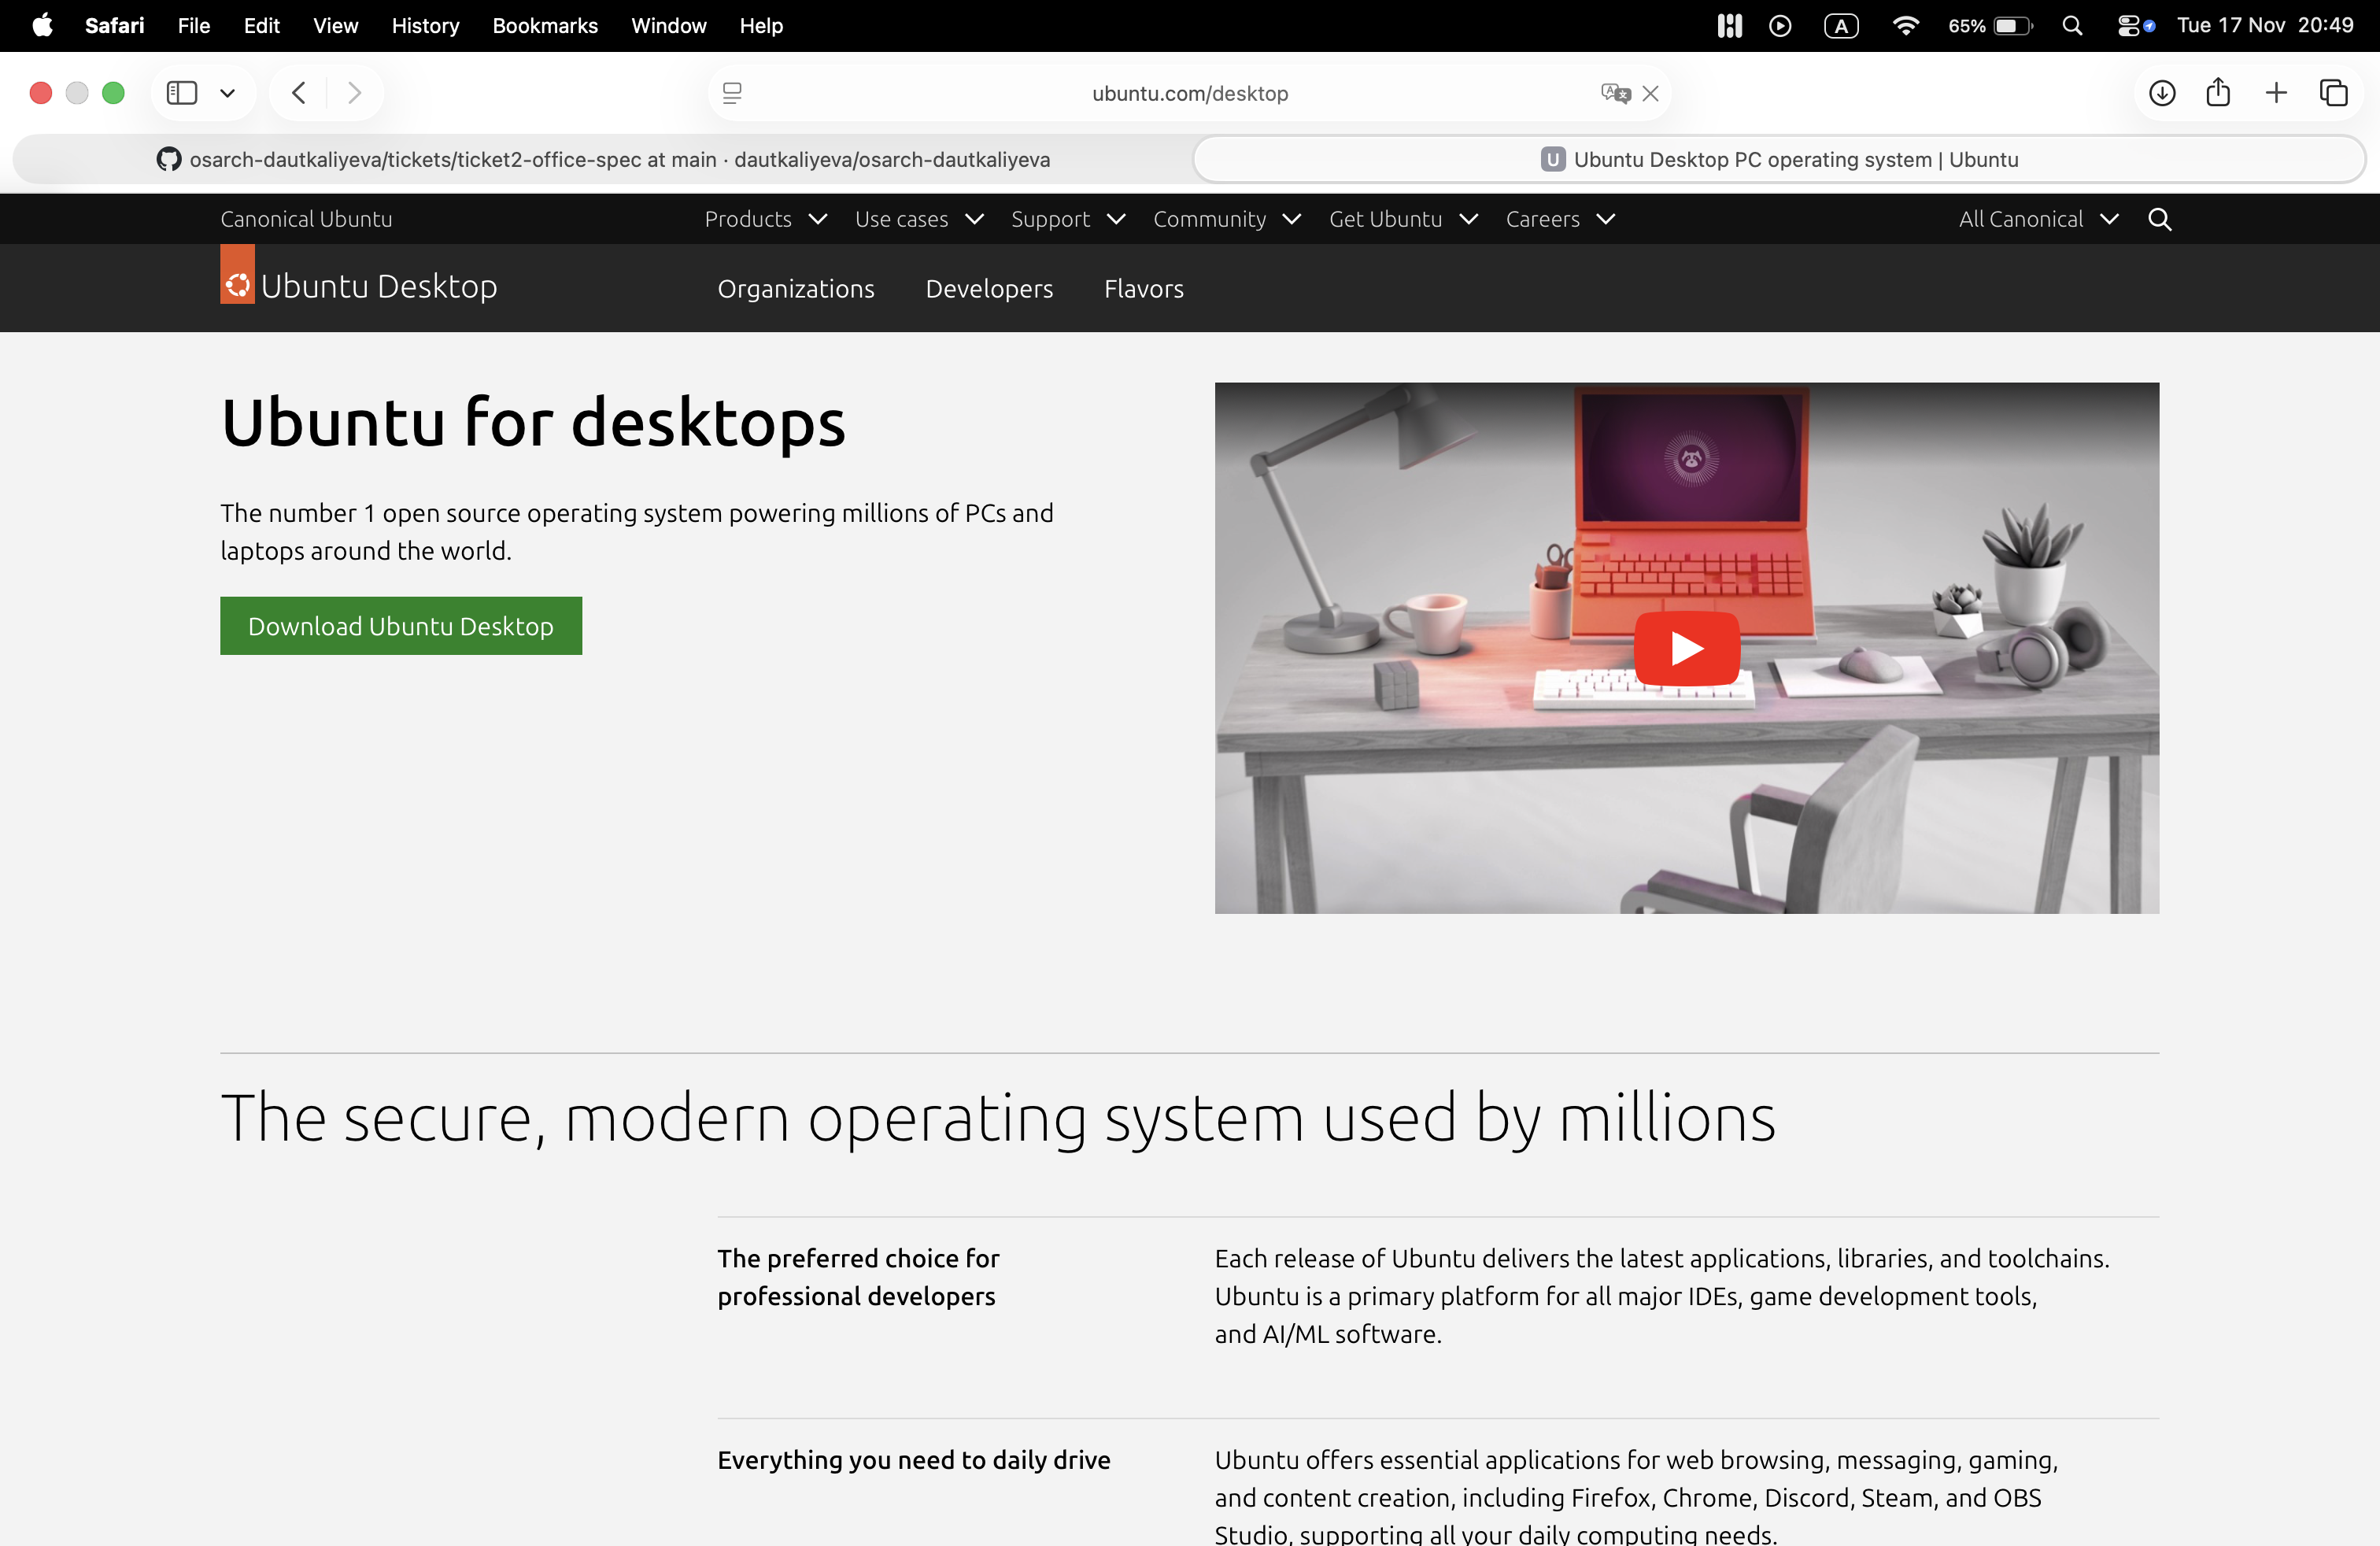 Safari File Edit View History Bookmarks Window Help A 65% Tue 17 Nov 20:49
ubuntu.com/desktop
osarch-dautkaliyeva/tickets/ticket2-office-spec at main · dautkaliyeva/osarch-dautkaliyeva
U Ubuntu Desktop PC operating system | Ubuntu
Canonical Ubuntu Products Use cases Support Community Get Ubuntu Careers All Canonical
Ubuntu Desktop Organizations Developers Flavors
Ubuntu for desktops
The number 1 open source operating system powering millions of PCs and
laptops around the world.
Download Ubuntu Desktop
The secure, modern operating system used by millions
The preferred choice for
professional developers
Each release of Ubuntu delivers the latest applications, libraries, and toolchains.
Ubuntu is a primary platform for all major IDEs, game development tools,
and AI/ML software.
Everything you need to daily drive
Ubuntu offers essential applications for web browsing, messaging, gaming,
and content creation, including Firefox, Chrome, Discord, Steam, and OBS
Studio, supporting all your daily computing needs.